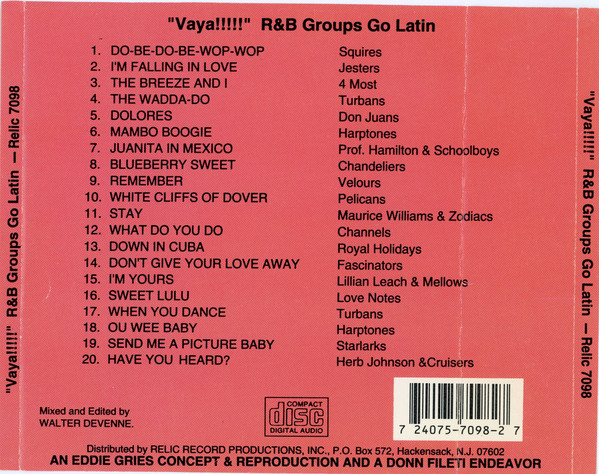 "Vaya!!!!!" R&B Groups Go Latin
1. DO-BE-DO-BE-WOP-WOP Squires
2. I'M FALLING IN LOVE Jesters
3. THE BREEZE AND I 4 Most
4. THE WADDA-DO Turbans
5. DOLORES Don Juans
6. MAMBO BOOGIE Harptones
7. JUANITA IN MEXICO Prof. Hamilton & Schoolboys
8. BLUEBERRY SWEET Chandeliers
9. REMEMBER Velours
10. WHITE CLIFFS OF DOVER Pelicans
11. STAY Maurice Williams & Zodiacs
12. WHAT DO YOU DO Channels
13. DOWN IN CUBA Royal Holidays
14. DON'T GIVE YOUR LOVE AWAY Fascinators
15. I'M YOURS Lillian Leach & Mellows
16. SWEET LULU Love Notes
17. WHEN YOU DANCE Turbans
18. OU WEE BABY Harptones
19. SEND ME A PICTURE BABY Starlarks
20. HAVE YOU HEARD? Herb Johnson &Cruisers
Mixed and Edited by
WALTER DEVENNE.
COMPACT
disc
DIGITAL AUDIO
7 24075-7098-2 7
Distributed by RELIC RECORD PRODUCTIONS, INC., P.O. Box 572, Hackensack, N.J. 07602
AN EDDIE GRIES CONCEPT & REPRODUCTION AND A DONN FILETI ENDEAVOR
"Vaya!!!!!" R&B Groups Go Latin — Relic 7098
"Vaya!!!!!" R&B Groups Go Latin — Relic 7098